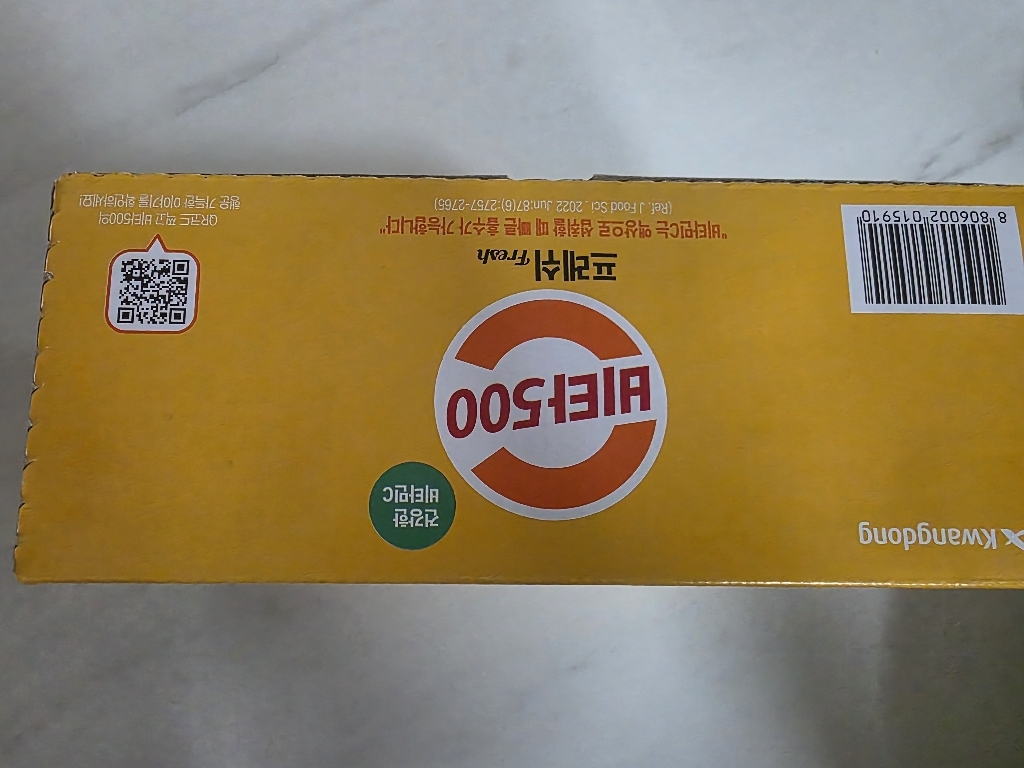 Kwangdong
건강한
비타민C
비타500
프레쉬 Fresh
"비타민C는 액상으로 섭취할 때 빠른 흡수가 가능합니다"
(Ref. J Food Sci. 2022 Jun:87(6):2757-2765)
QR코드 찍고 비타500의
행운 가득한 이야기를 확인하세요!
8 806002 015910